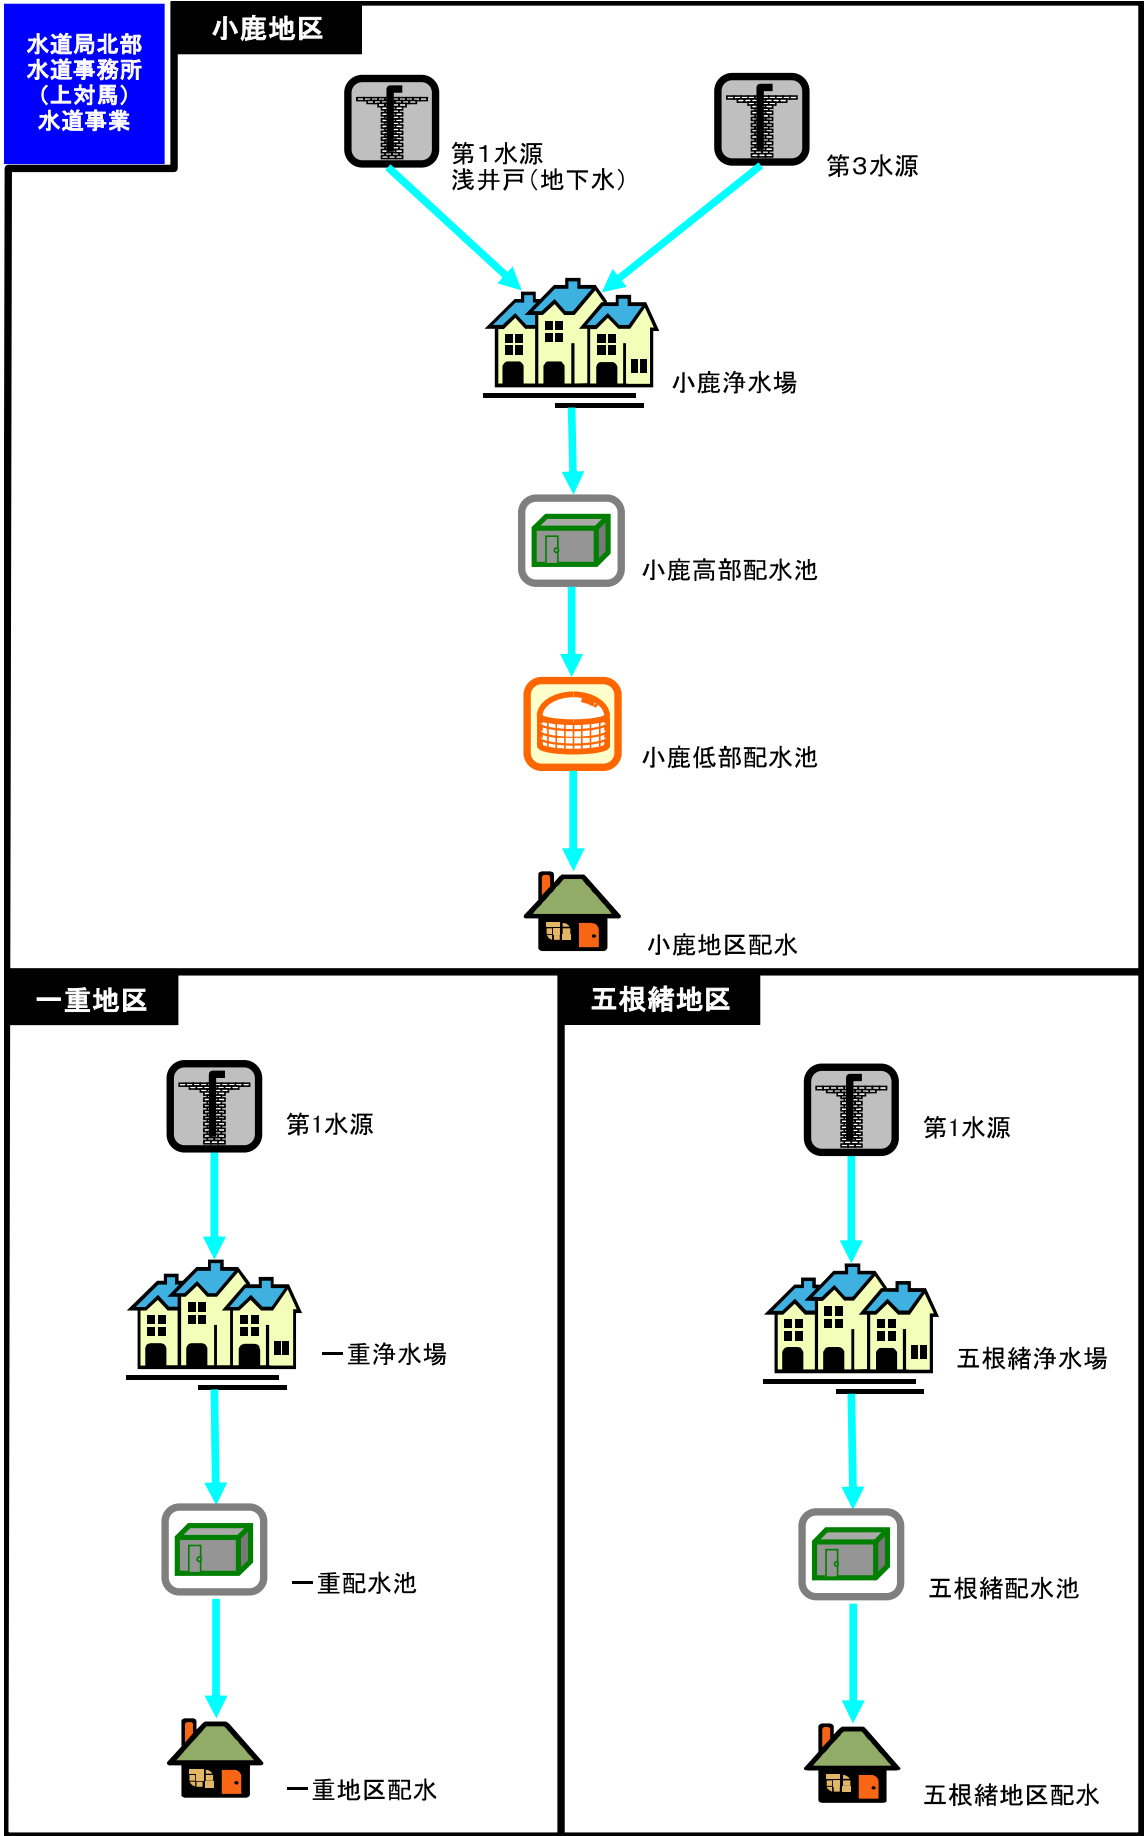 水道局北部
水道事務所
（上対馬）
水道事業
小鹿地区
第１水源
浅井戸（地下水）
第３水源
小鹿浄水場
小鹿高部配水池
小鹿低部配水池
小鹿地区配水
一重地区
第1水源
一重浄水場
一重配水池
一重地区配水
五根緒地区
第1水源
五根緒浄水場
五根緒配水池
五根緒地区配水